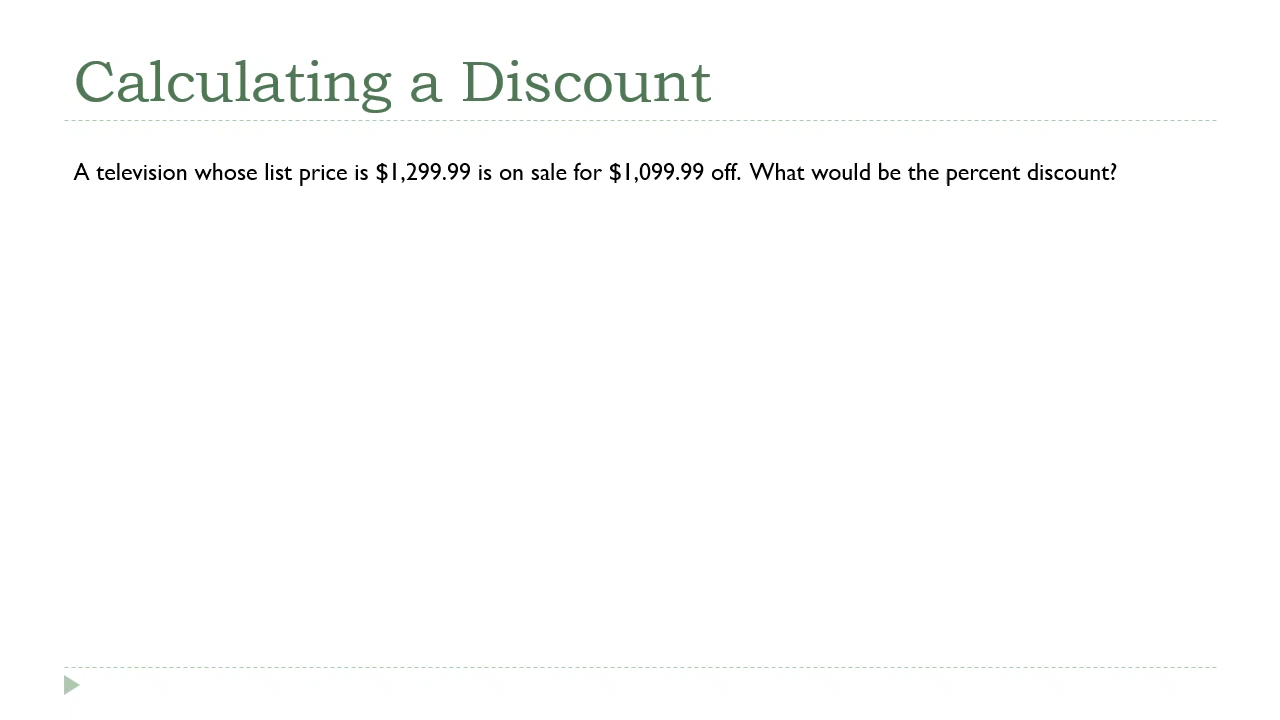 Calculating a Discount
A television whose list price is $1,299.99 is on sale for $1,099.99 off. What would be the percent discount?